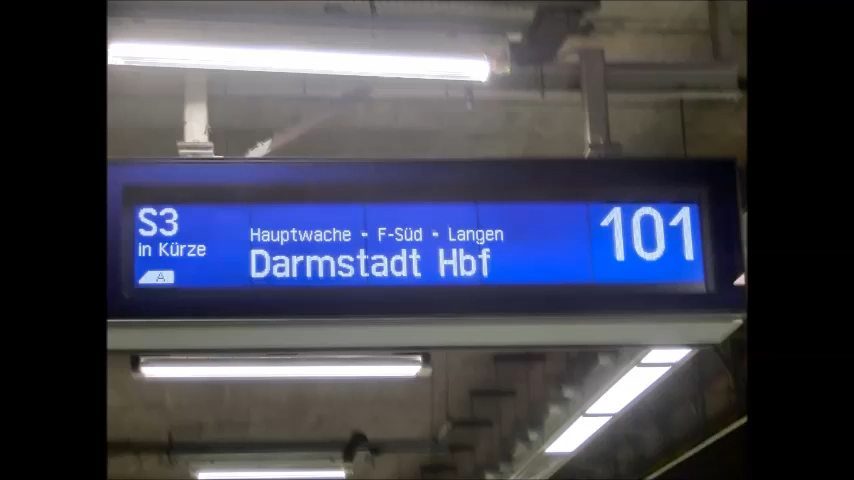 S3
in Kürze
A
Hauptwache - F-Süd - Langen
Darmstadt Hbf
101